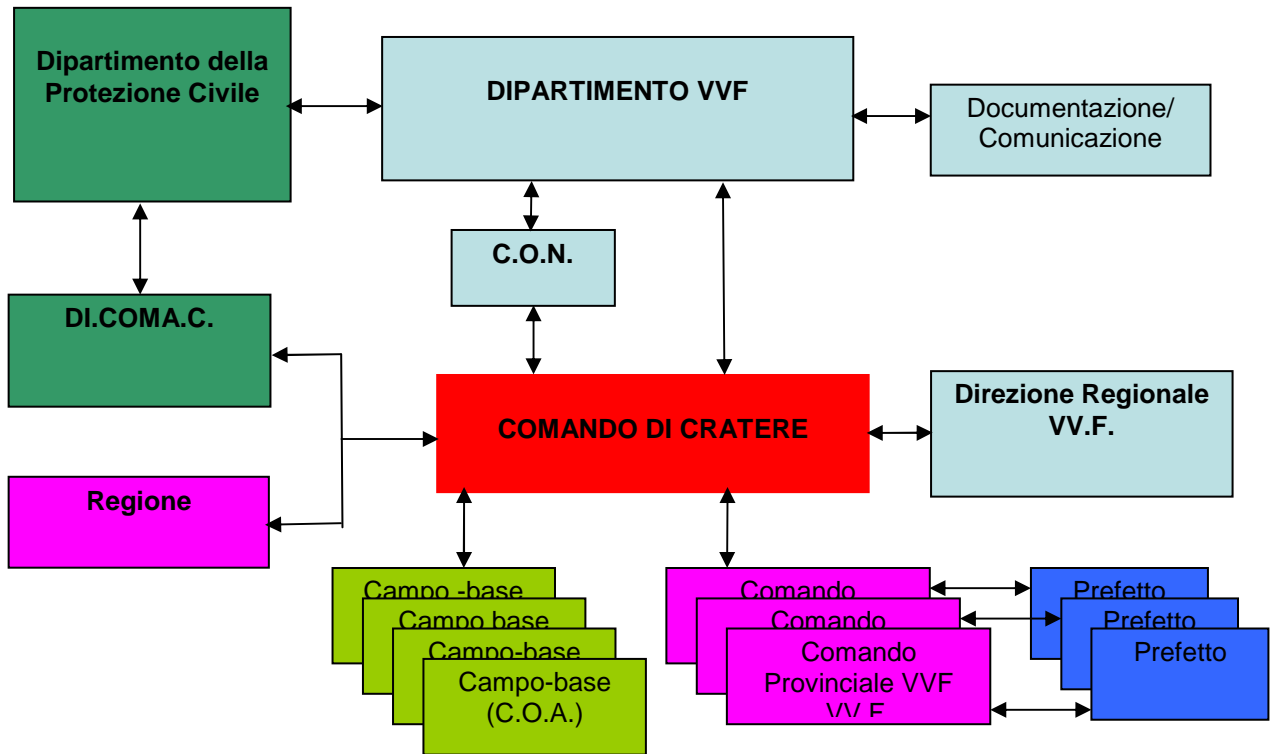 Dipartimento della
Protezione Civile
DIPARTIMENTO VVF
Documentazione/
Comunicazione
C.O.N.
DI.COMA.C.
COMANDO DI CRATERE
Direzione Regionale
VV.F.
Regione
Campo -base
Campo base
Campo-base
Campo-base
(C.O.A.)
Comando
Comando
Comando
Provinciale VVF
VV.F
Prefetto
Prefetto
Prefetto